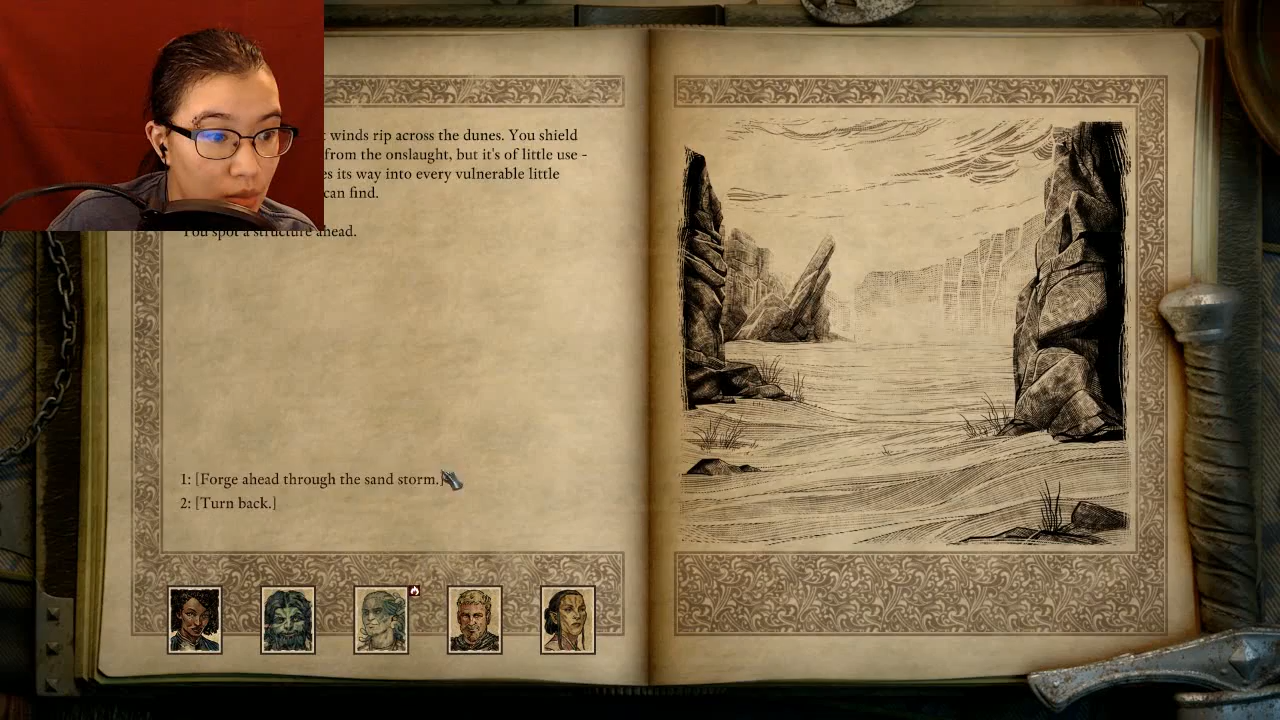 winds rip across the dunes. You shield
from the onslaught, but it's of little use -
its way into every vulnerable little
can find.
You spot a structure ahead.
1: [Forge ahead through the sand storm.]
2: [Turn back.]